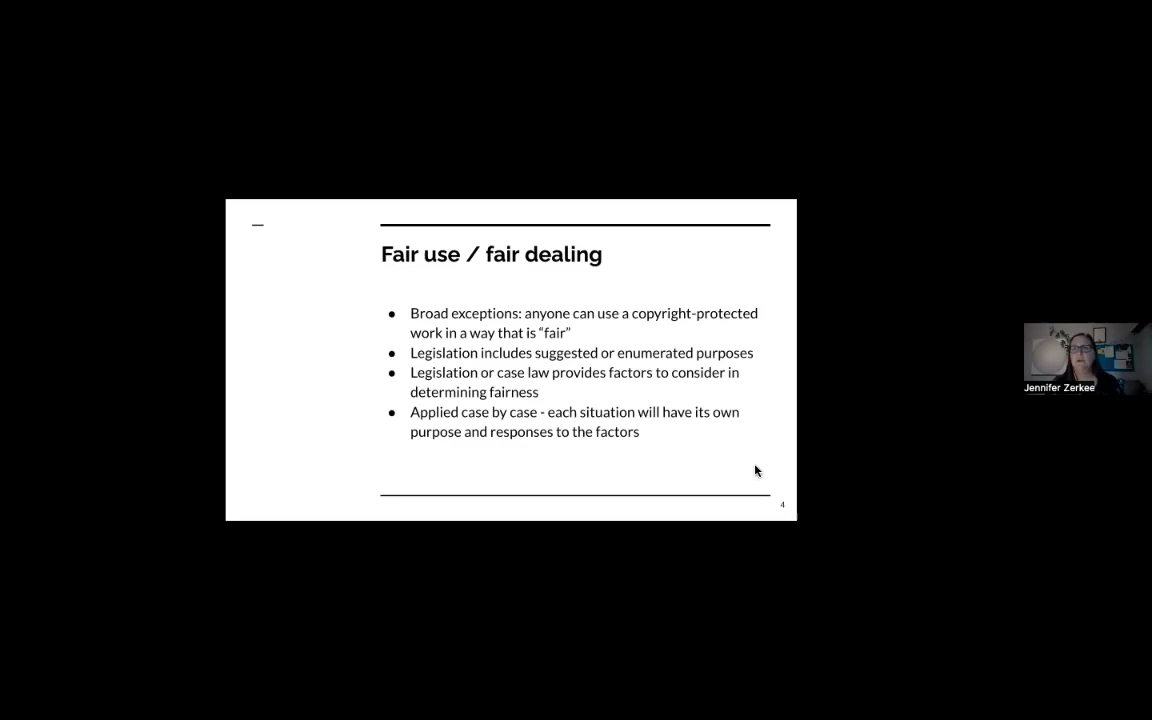 Fair use / fair dealing
● Broad exceptions: anyone can use a copyright-protected
work in a way that is “fair”
● Legislation includes suggested or enumerated purposes
● Legislation or case law provides factors to consider in
determining fairness
● Applied case by case - each situation will have its own
purpose and responses to the factors
4
Jennifer Zerkee